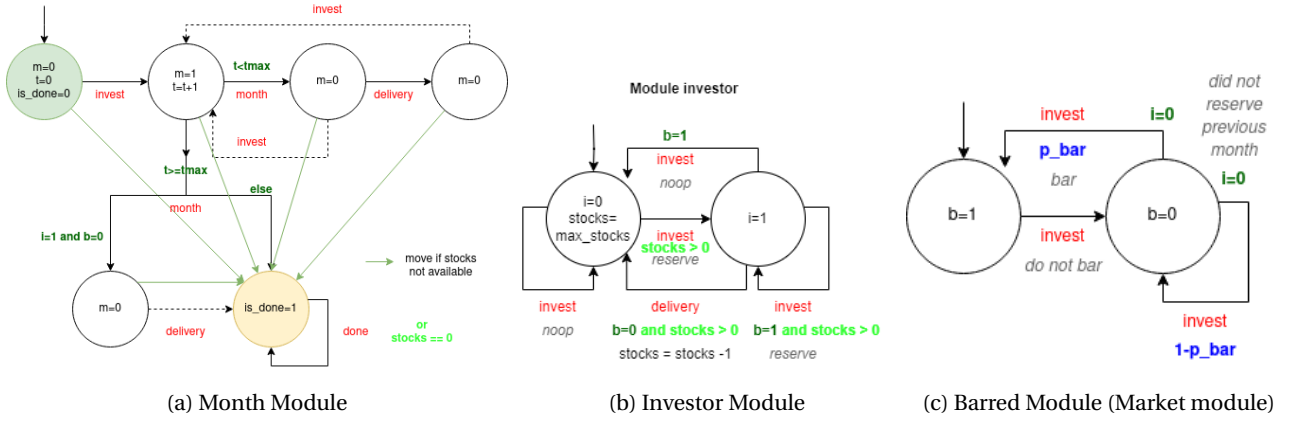 invest
m=0
t=0
is_done=0
invest
m=1
t=t+1
t<tmax
month
m=0
delivery
m=0
invest
t>=tmax
else
month
i=1 and b=0
m=0
delivery
is_done=1
done
move if stocks
not available
or
stocks == 0
(a) Month Module
Module investor
b=1
invest
noop
i=0
stocks=
max_stocks
invest
stocks > 0
reserve
i=1
invest
noop
delivery
b=0 and stocks > 0
stocks = stocks -1
invest
b=1 and stocks > 0
reserve
(b) Investor Module
did not
reserve
previous
month
invest
i=0
p_bar
bar
i=0
b=1
b=0
invest
do not bar
invest
1-p_bar
(c) Barred Module (Market module)